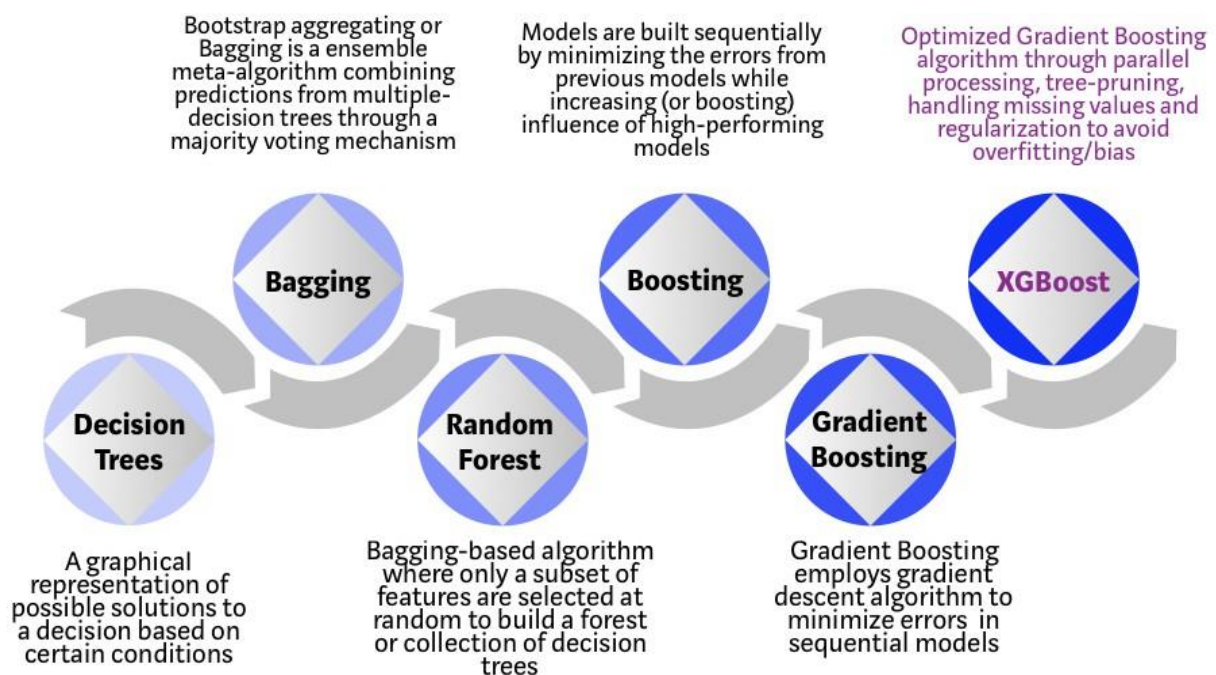 Bootstrap aggregating or
Bagging is a ensemble
meta-algorithm combining
predictions from multiple-
decision trees through a
majority voting mechanism
Models are built sequentially
by minimizing the errors from
previous models while
increasing (or boosting)
influence of high-performing
models
Optimized Gradient Boosting
algorithm through parallel
processing, tree-pruning,
handling missing values and
regularization to avoid
overfitting/bias
Bagging
Boosting
XGBoost
Decision
Trees
Random
Forest
Gradient
Boosting
A graphical
representation of
possible solutions to
a decision based on
certain conditions
Bagging-based algorithm
where only a subset of
features are selected at
random to build a forest
or collection of decision
trees
Gradient Boosting
employs gradient
descent algorithm to
minimize errors in
sequential models